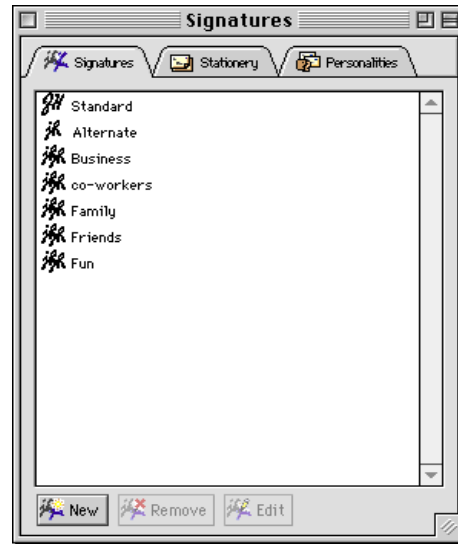 Signatures
Signatures Stationery Personalities
Standard
Alternate
Business
co-workers
Family
Friends
Fun
New Remove Edit